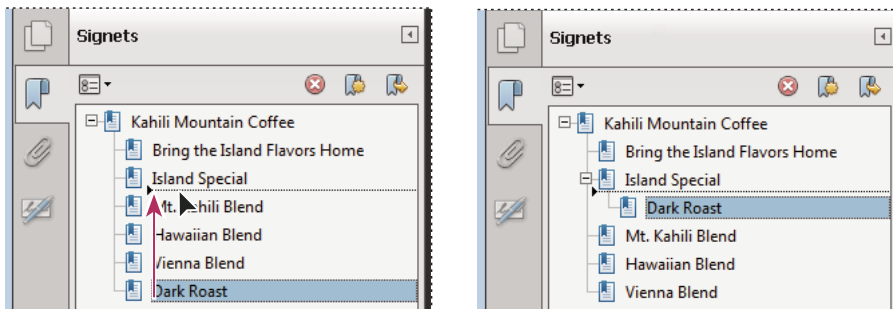 Signets
Kahili Mountain Coffee
Bring the Island Flavors Home
Island Special
Mt. Kahili Blend
Hawaiian Blend
Vienna Blend
Dark Roast
Signets
Kahili Mountain Coffee
Bring the Island Flavors Home
Island Special
Dark Roast
Mt. Kahili Blend
Hawaiian Blend
Vienna Blend